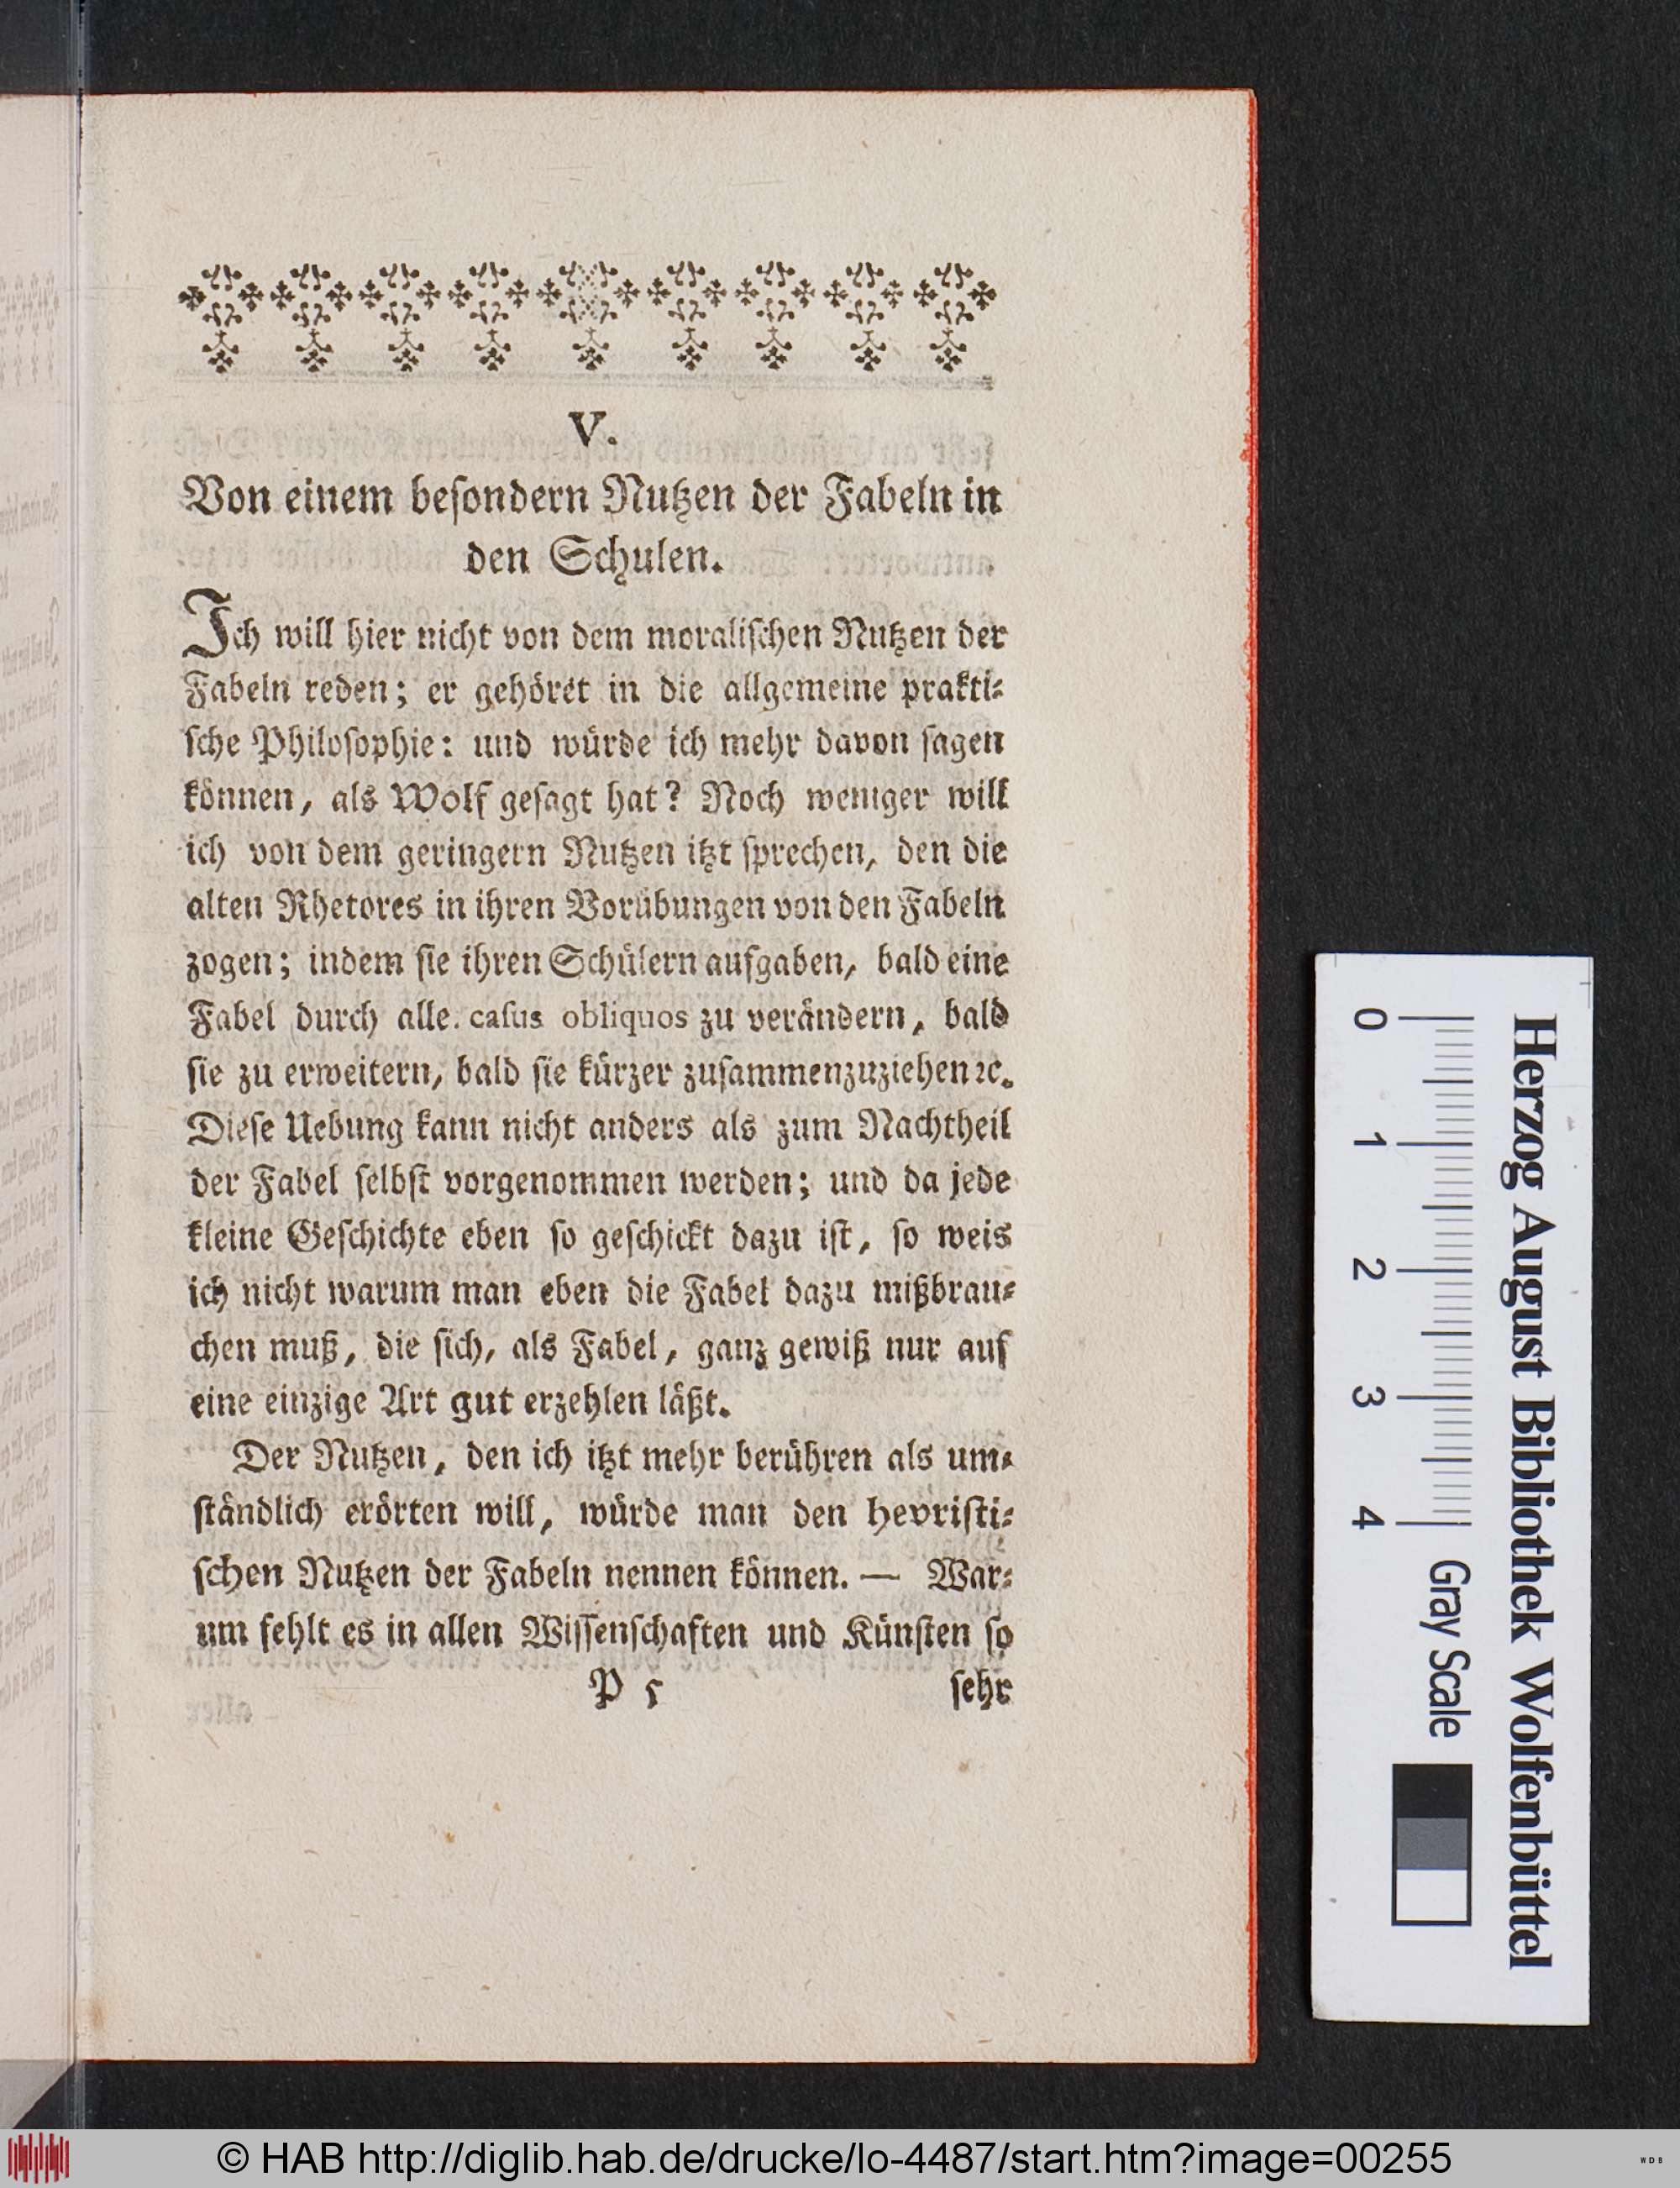 V.
Von einem beſondern Nutzen der Fabeln in
den Schulen.
Ich will hier nicht von dem moraliſchen Nutzen der
Fabeln reden; er gehöret in die allgemeine prakti⸗
ſche Philoſophie: und würde ich mehr davon ſagen
können, als Wolf geſagt hat? Noch weniger will
ich von dem geringern Nutzen itzt ſprechen, den die
alten Rhetores in ihren Vorübungen von den Fabeln
zogen; indem ſie ihren Schülern aufgaben, bald eine
Fabel durch alle caſus obliquos zu verändern, bald
ſie zu erweitern, bald ſie kürzer zuſammenzuziehen ꝛc.
Dieſe Uebung kann nicht anders als zum Nachtheil
der Fabel ſelbſt vorgenommen werden; und da jede
kleine Geſchichte eben ſo geſchickt dazu iſt, ſo weis
ich nicht warum man eben die Fabel dazu mißbrau⸗
chen muß, die ſich, als Fabel, ganz gewiß nur auf
eine einzige Art gut erzehlen läßt.
Der Nutzen, den ich itzt mehr berühren als um⸗
ſtändlich erörten will, würde man den hevriſti⸗
ſchen Nutzen der Fabeln nennen können. — War⸗
um fehlt es in allen Wiſſenſchaften und Künſten ſo
P 5 ſehr
Herzog August Bibliothek Wolfenbüttel
0 1 2 3 4 Gray Scale
© HAB http://diglib.hab.de/drucke/lo-4487/start.htm?image=00255
WDB